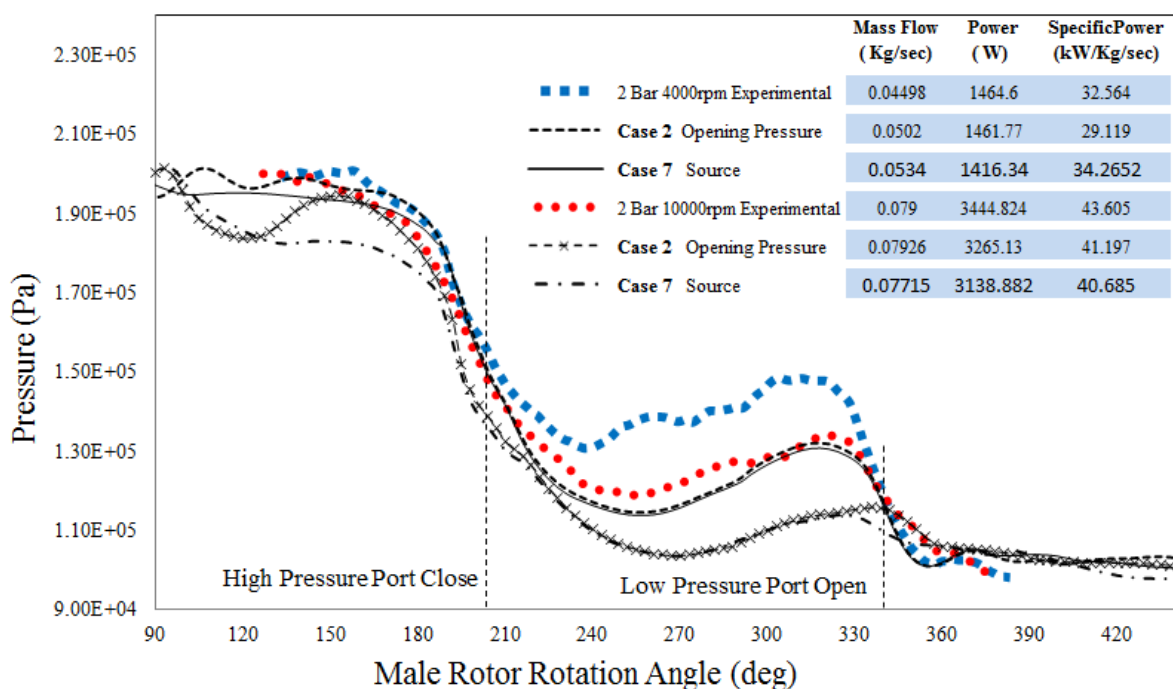 Mass Flow Power SpecificPower
( Kg/sec) ( W) (kW/Kg/sec)
2 Bar 4000rpm Experimental 0.04498 1464.6 32.564
Case 2 Opening Pressure 0.0502 1461.77 29.119
Case 7 Source 0.0534 1416.34 34.2652
2 Bar 10000rpm Experimental 0.079 3444.824 43.605
Case 2 Opening Pressure 0.07926 3265.13 41.197
Case 7 Source 0.07715 3138.882 40.685
Pressure (Pa)
2.30E+05
2.10E+05
1.90E+05
1.70E+05
1.50E+05
1.30E+05
1.10E+05
9.00E+04
High Pressure Port Close
Low Pressure Port Open
90 120 150 180 210 240 270 300 330 360 390 420
Male Rotor Rotation Angle (deg)